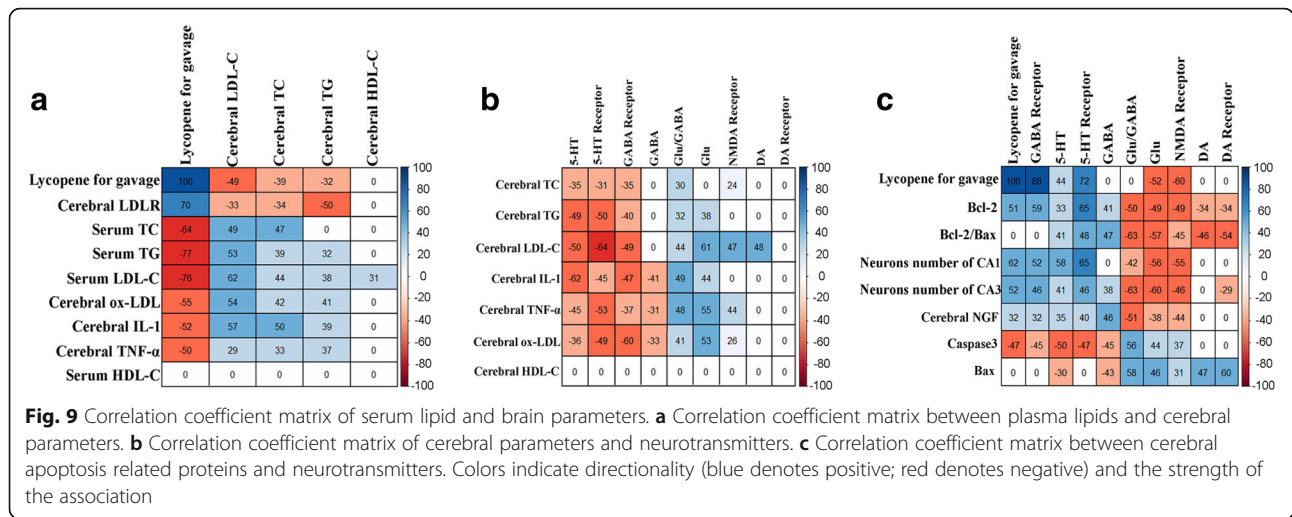 a
Lycopene for gavage
Cerebral LDL-C
Cerebral TC
Cerebral TG
Cerebral HDL-C
Lycopene for gavage 100 -49 -39 -32 0
Cerebral LDLR 70 -33 -34 -50 0
Serum TC -64 49 47 0 0
Serum TG -77 53 39 32 0
Serum LDL-C -76 62 44 38 31
Cerebral ox-LDL -55 54 42 41 0
Cerebral IL-1 -52 57 50 39 0
Cerebral TNF-α -50 29 33 37 0
Serum HDL-C 0 0 0 0 0
100
80
60
40
20
0
-20
-40
-60
-80
-100
b
5-HT
5-HT Receptor
GABA Receptor
GABA
Glu/GABA
Glu
NMDA Receptor
DA
DA Receptor
Cerebral TC -35 -31 -35 0 30 0 24 0 0
Cerebral TG -49 -50 -40 0 32 38 0 0 0
Cerebral LDL-C -50 -64 -49 0 44 61 47 48 0
Cerebral IL-1 -62 -45 -47 -41 49 44 0 0 0
Cerebral TNF-α -45 -53 -37 -31 48 55 44 0 0
Cerebral ox-LDL -36 -49 -60 -33 41 53 26 0 0
Cerebral HDL-C 0 0 0 0 0 0 0 0 0
100
80
60
40
20
0
-20
-40
-60
-80
-100
c
Lycopene for gavage
GABA Receptor
5-HT
5-HT Receptor
GABA
Glu/GABA
Glu
NMDA Receptor
DA
DA Receptor
Lycopene for gavage 100 88 44 72 0 0 -52 -60 0 0
Bcl-2 51 59 33 65 41 -50 -49 -49 -34 -34
Bcl-2/Bax 0 0 41 48 47 -63 -57 -45 -46 -54
Neurons number of CA1 62 52 58 65 0 -42 -56 -55 0 0
Neurons number of CA3 52 46 41 46 38 -63 -60 -46 0 -29
Cerebral NGF 32 32 35 40 46 -51 -38 -44 0 0
Caspase3 -47 -45 -50 -47 -45 56 44 37 0 0
Bax 0 0 -30 0 -43 58 46 31 47 60
100
80
60
40
20
0
-20
-40
-60
-80
-100
Fig. 9 Correlation coefficient matrix of serum lipid and brain parameters. a Correlation coefficient matrix between plasma lipids and cerebral
parameters. b Correlation coefficient matrix of cerebral parameters and neurotransmitters. c Correlation coefficient matrix between cerebral
apoptosis related proteins and neurotransmitters. Colors indicate directionality (blue denotes positive; red denotes negative) and the strength of
the association